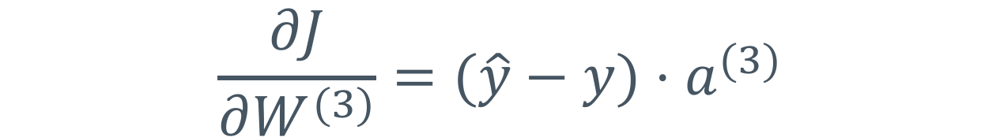 ∂J/∂W⁽³⁾ = (ŷ − y) · a⁽³⁾